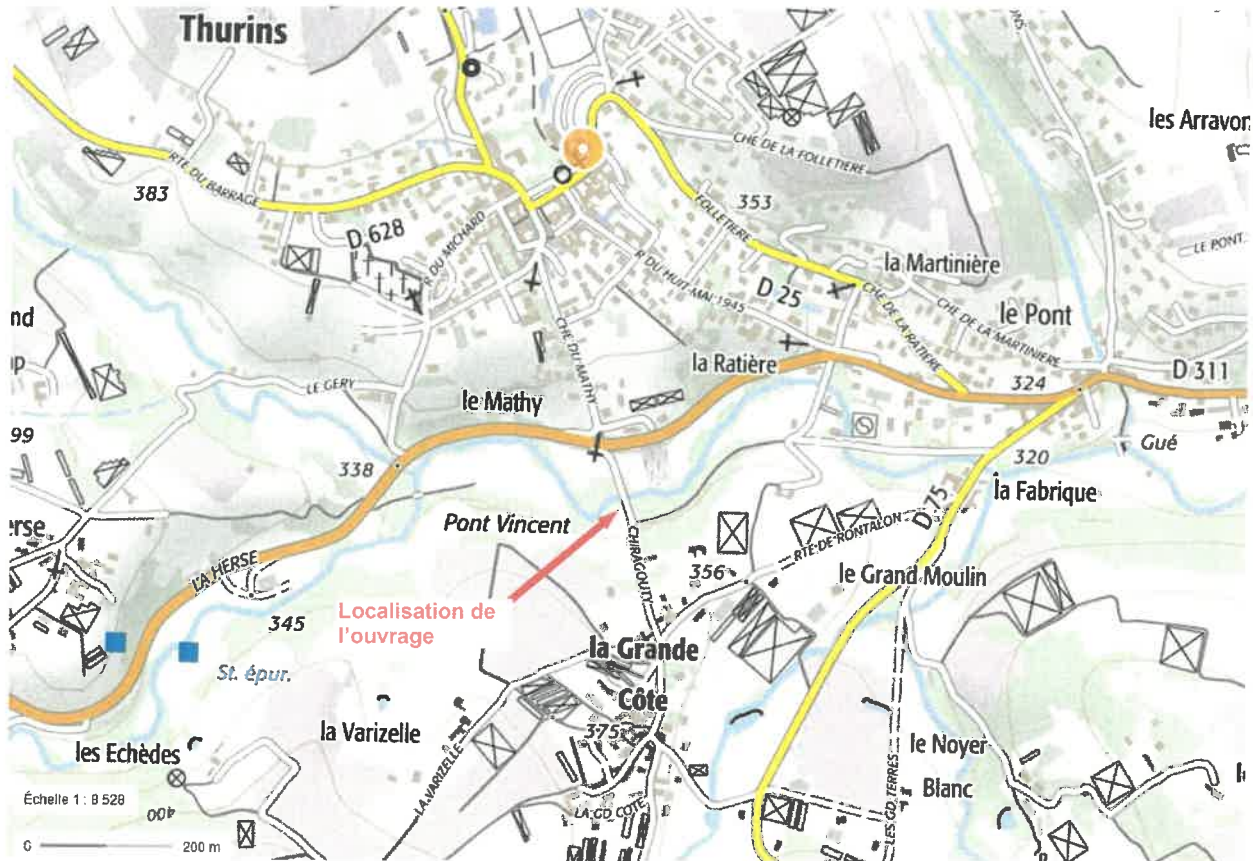 Thurins
les Arravon
RTE DU BARRAGE
383
D 628
R DU MICHARD
CHE DE LA FOLLETIERE
353
FOLLETIERE
LE PONT
la Martinière
R DU HUIT MAI 1945
D 25
CHE DE LA RATIERE
CHE DE LA MARTINIERE
le Pont
nd
la Ratière
D 311
LE GERY
CHE DU MATHY
324
le Mathy
99
338
Gué
320
la Fabrique
Pont Vincent
CHIRAGOUTY
D 75
RTE DE RONTALON
erse
LA HERSE
356
le Grand Moulin
Localisation de
l'ouvrage
345
la Grande
Côte
St. épur.
375
la Varizelle
les Echèdes
LA VARIZELLE
le Noyer
Blanc
LES GD TERRES
Échelle 1 : 8 528
400
LA GD COTE
0
200 m